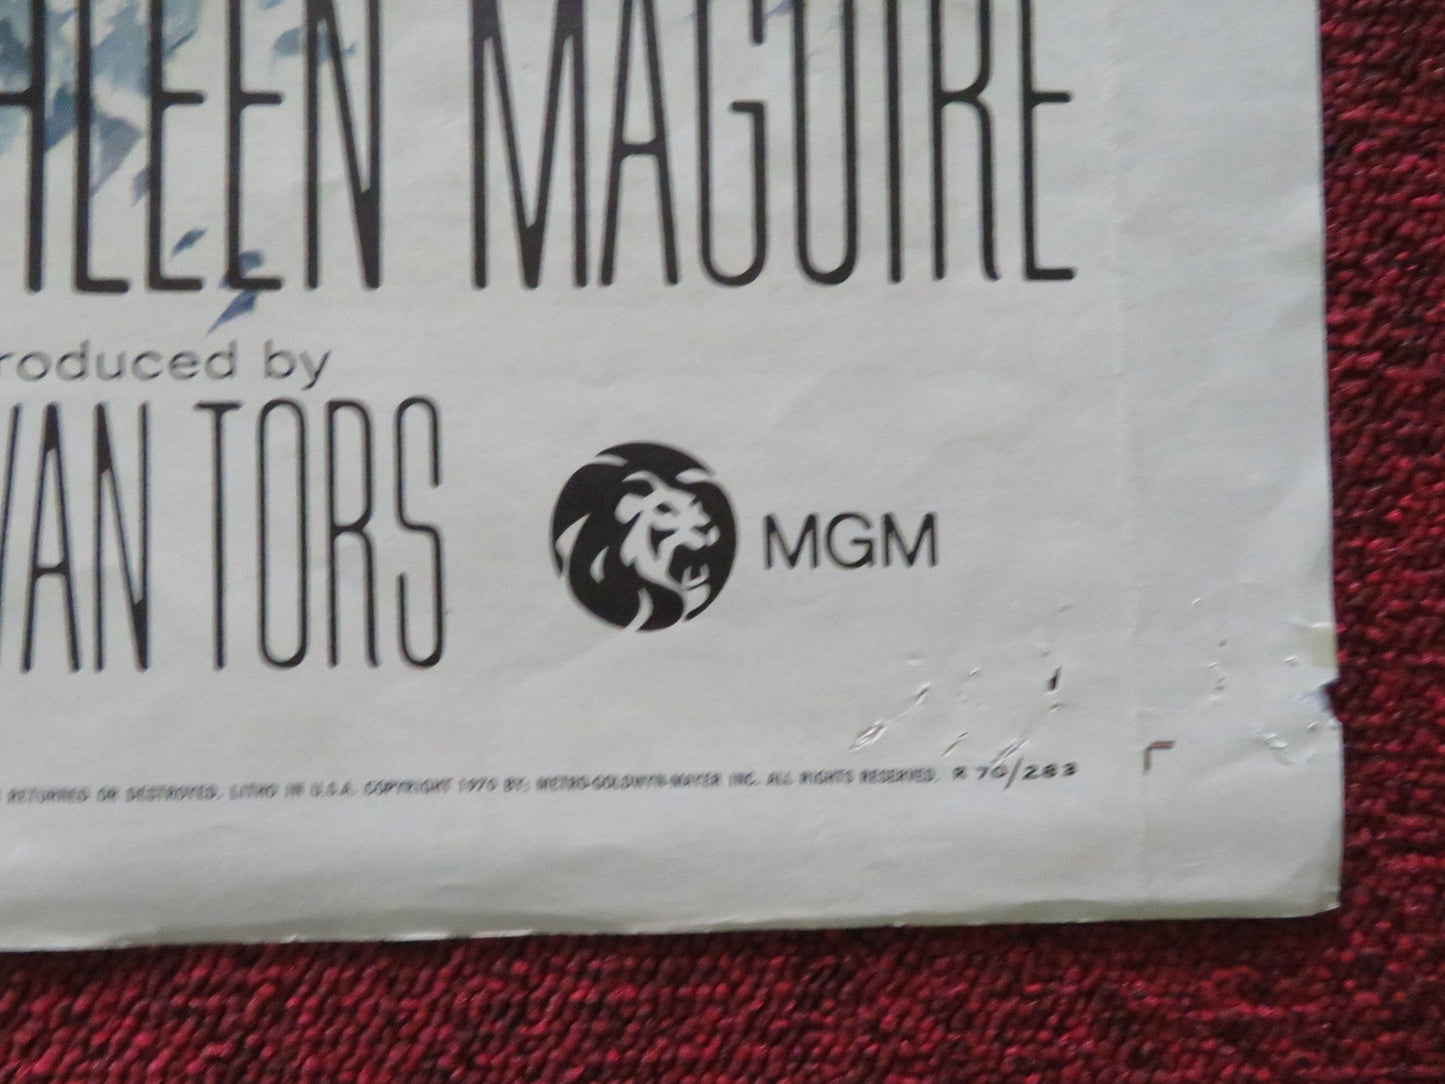 HLEEN MAGUIRE
roduced by
VAN TORS
MGM
RETURNED OR DESTROYED. LITHO IN U.S.A. COPYRIGHT 1970 BY: METRO-GOLDWYN-MAYER INC. ALL RIGHTS RESERVED. R 70/283